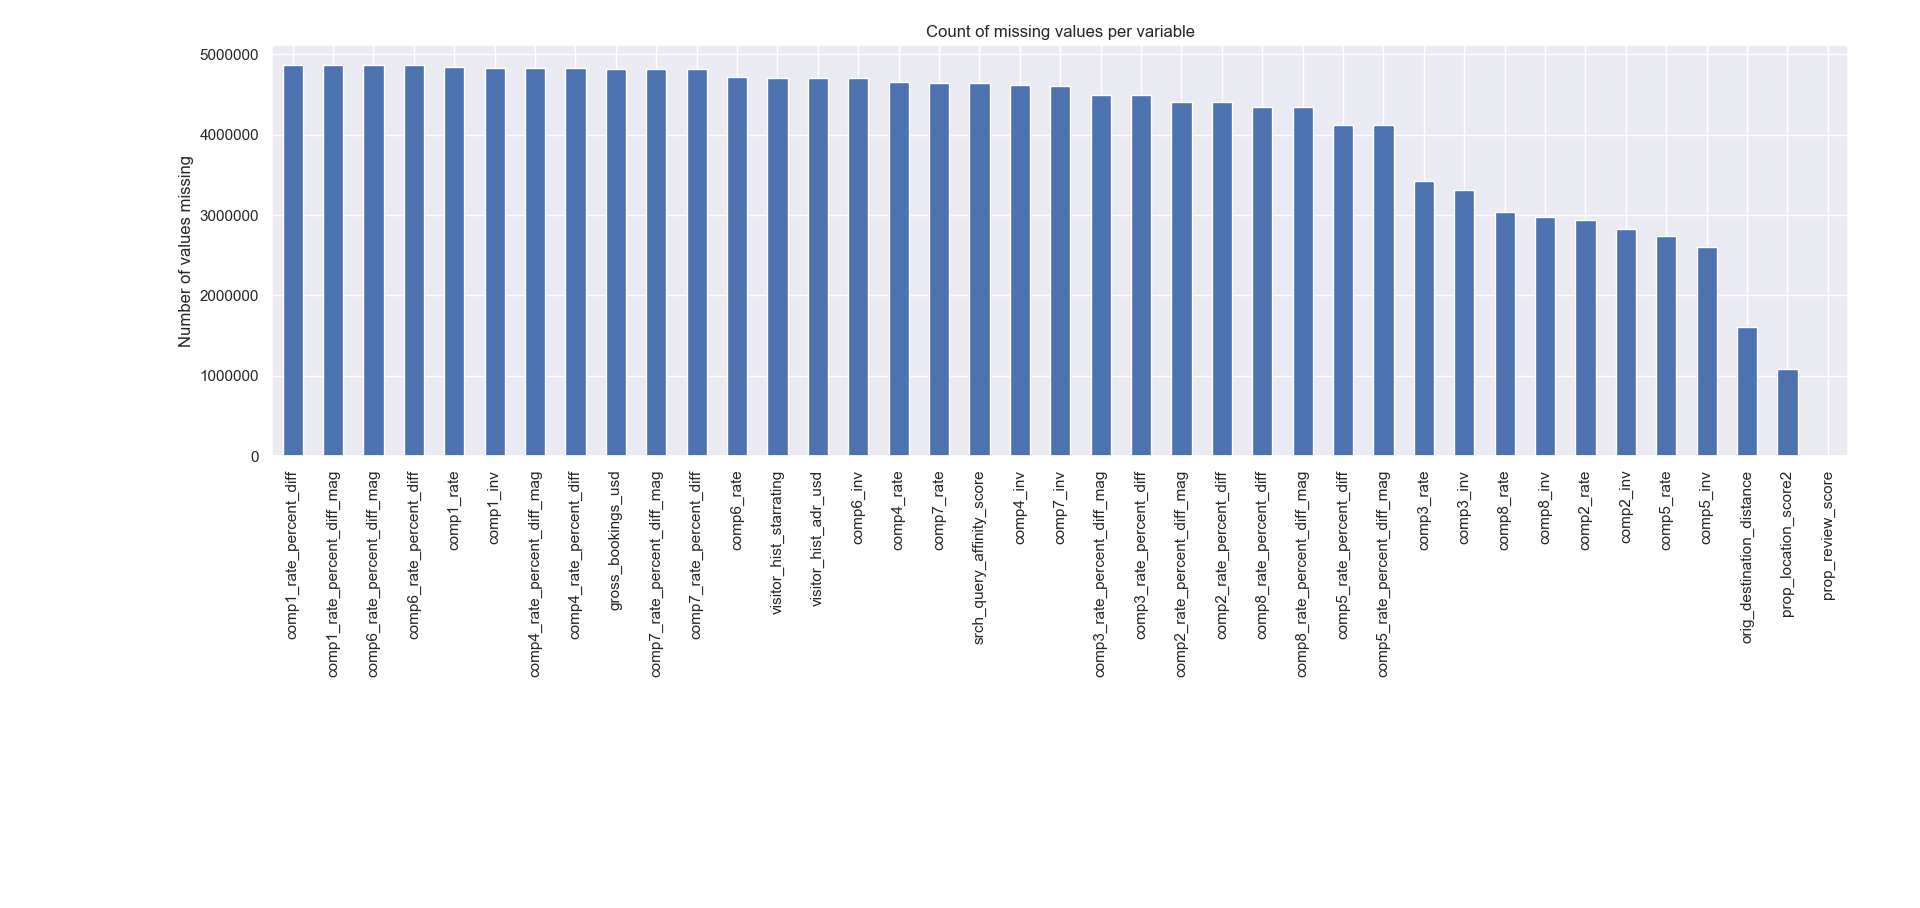 Count of missing values per variable
Number of values missing
5000000
4000000
3000000
2000000
1000000
0
comp1_rate_percent_diff
comp1_rate_percent_diff_mag
comp6_rate_percent_diff_mag
comp6_rate_percent_diff
comp1_rate
comp1_inv
comp4_rate_percent_diff_mag
comp4_rate_percent_diff
gross_bookings_usd
comp7_rate_percent_diff_mag
comp7_rate_percent_diff
comp6_rate
visitor_hist_starrating
visitor_hist_adr_usd
comp6_inv
comp4_rate
comp7_rate
srch_query_affinity_score
comp4_inv
comp7_inv
comp3_rate_percent_diff_mag
comp3_rate_percent_diff
comp2_rate_percent_diff_mag
comp2_rate_percent_diff
comp8_rate_percent_diff
comp8_rate_percent_diff_mag
comp5_rate_percent_diff
comp5_rate_percent_diff_mag
comp3_rate
comp3_inv
comp8_rate
comp8_inv
comp2_rate
comp2_inv
comp5_rate
comp5_inv
orig_destination_distance
prop_location_score2
prop_review_score